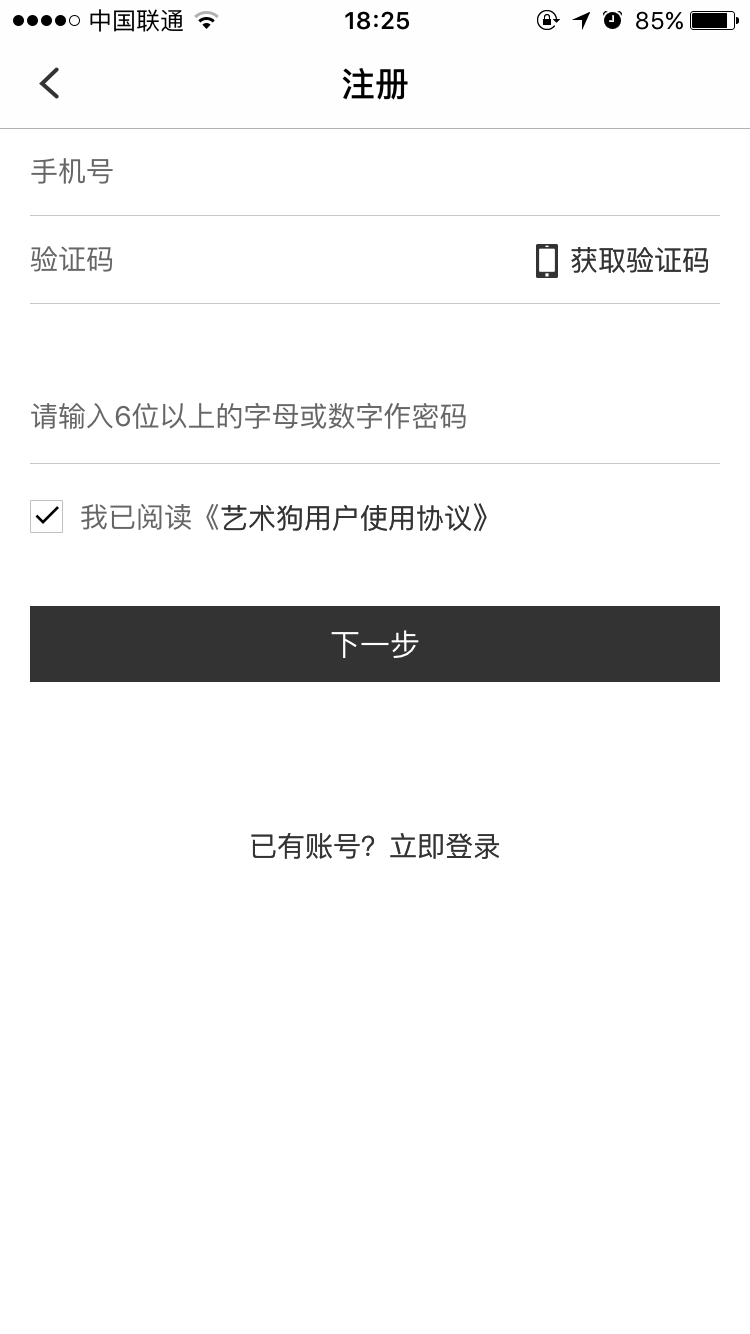 中国联通 18:25 85%
注册
手机号
验证码 获取验证码
请输入6位以上的字母或数字作密码
我已阅读《艺术狗用户使用协议》
下一步
已有账号? 立即登录